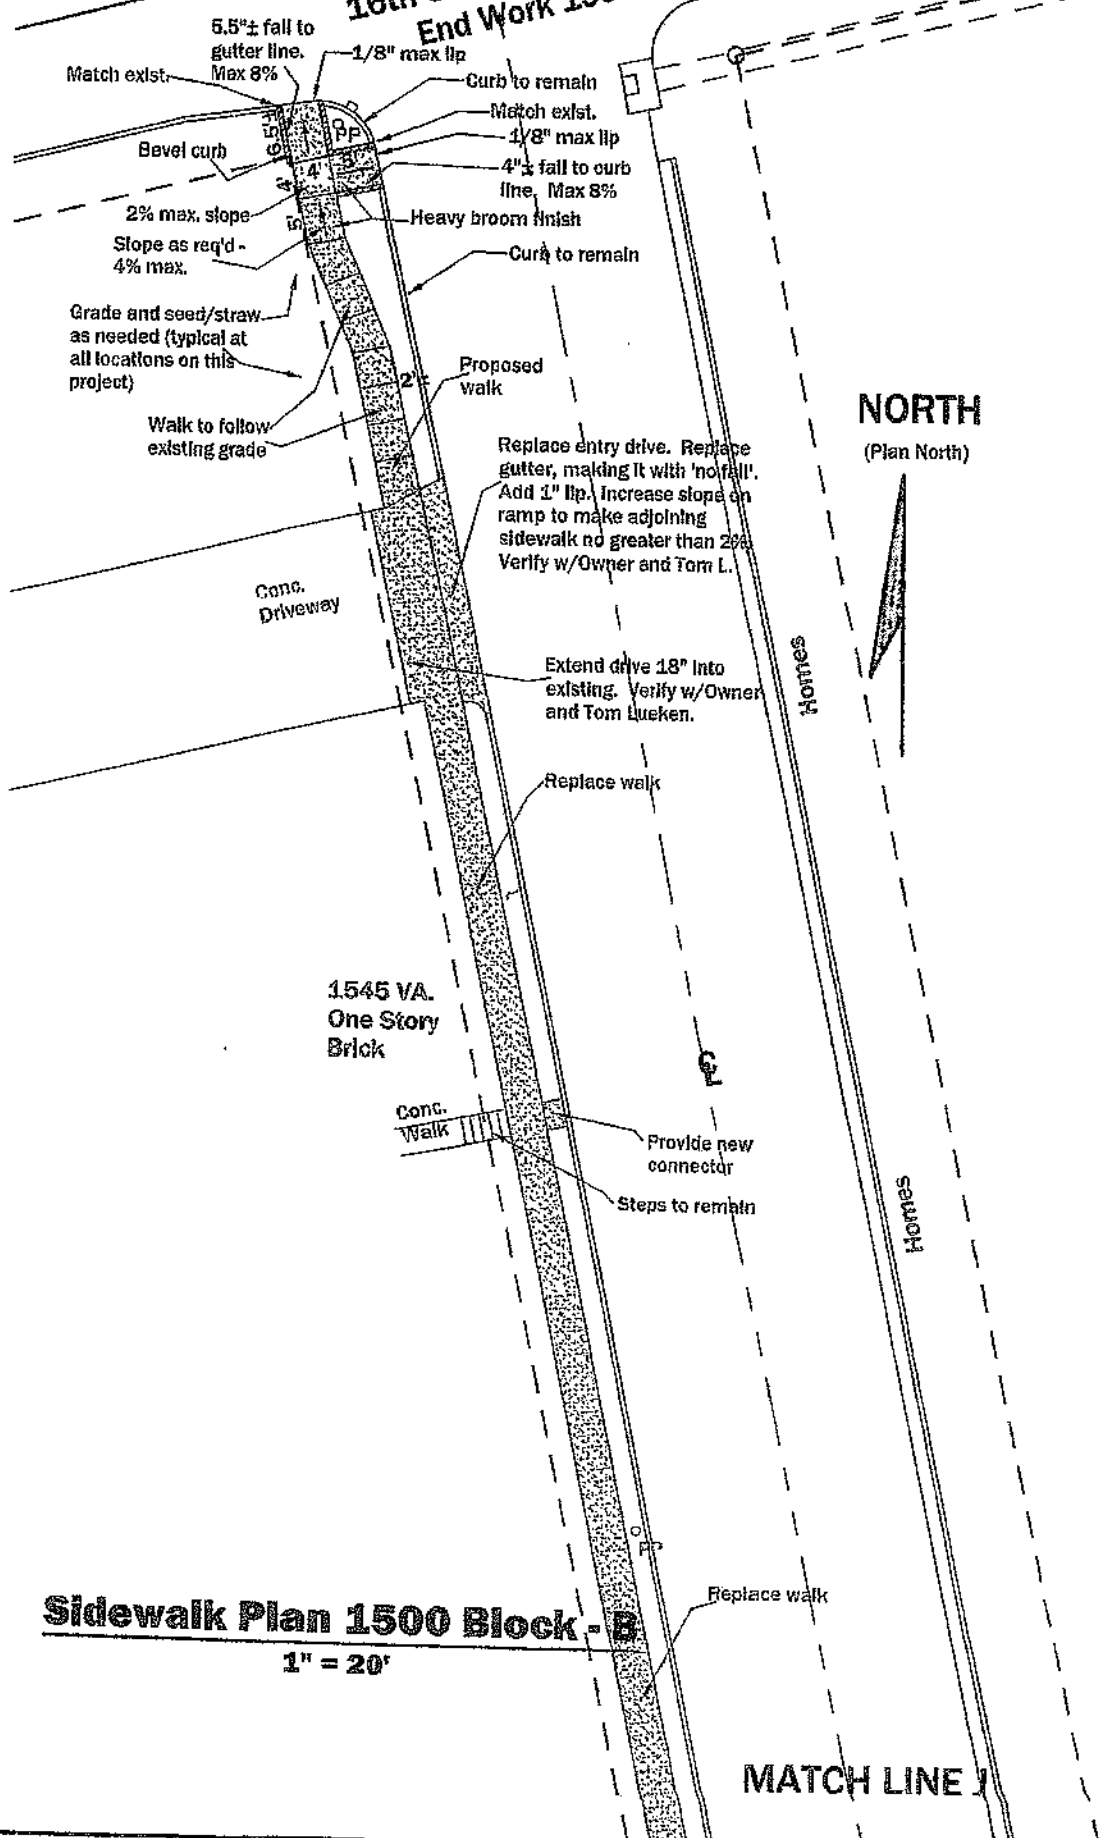 16th
End Work
5.5"± fall to
gutter line.
Max 8%
1/8" max lip
Match exist.
Curb to remain
Match exist.
1/8" max lip
Bevel curb
6.5'
PP
5'
4'
4'
4"± fall to curb
line. Max 8%
2% max. slope
5'
Heavy broom finish
Slope as req'd -
4% max.
Curb to remain
Grade and seed/straw
as needed (typical at
all locations on this
project)
Proposed
walk
2'±
NORTH
(Plan North)
Walk to follow
existing grade
Replace entry drive. Replace
gutter, making it with 'no fall'.
Add 1" lip. Increase slope on
ramp to make adjoining
sidewalk no greater than 2%.
Verify w/Owner and Tom L.
Conc.
Driveway
Homes
Extend drive 18" into
existing. Verify w/Owner
and Tom Lueken.
Replace walk
1545 VA.
One Story
Brick
CL
Conc.
Walk
Provide new
connector
Steps to remain
Homes
PP
Replace walk
Sidewalk Plan 1500 Block - B
1" = 20'
MATCH LINE J